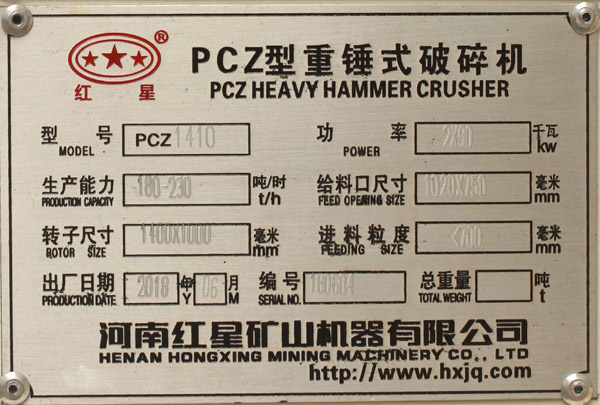 PCZ型重锤式破碎机
®
红 星
PCZ HEAVY HAMMER CRUSHER
型 号 PCZ 1410 功 率 千瓦
MODEL POWER kw
生产能力 180-230 吨/时 给料口尺寸 毫米
PRODUCTION CAPACITY t/h FEED OPENING SIZE mm
转子尺寸 1400X1000 毫米 进料粒度 <700 毫米
ROTOR SIZE mm FEEDING SIZE mm
出厂日期 2018 年 06 月 编 号 180604 总重量 吨
PRODUCTION DATE Y M SERIAL NO. TOTAL WEIGHT t
河南红星矿山机器有限公司
HENAN HONGXING MINING MACHINERY CO., LTD
http://www.hxjq.com